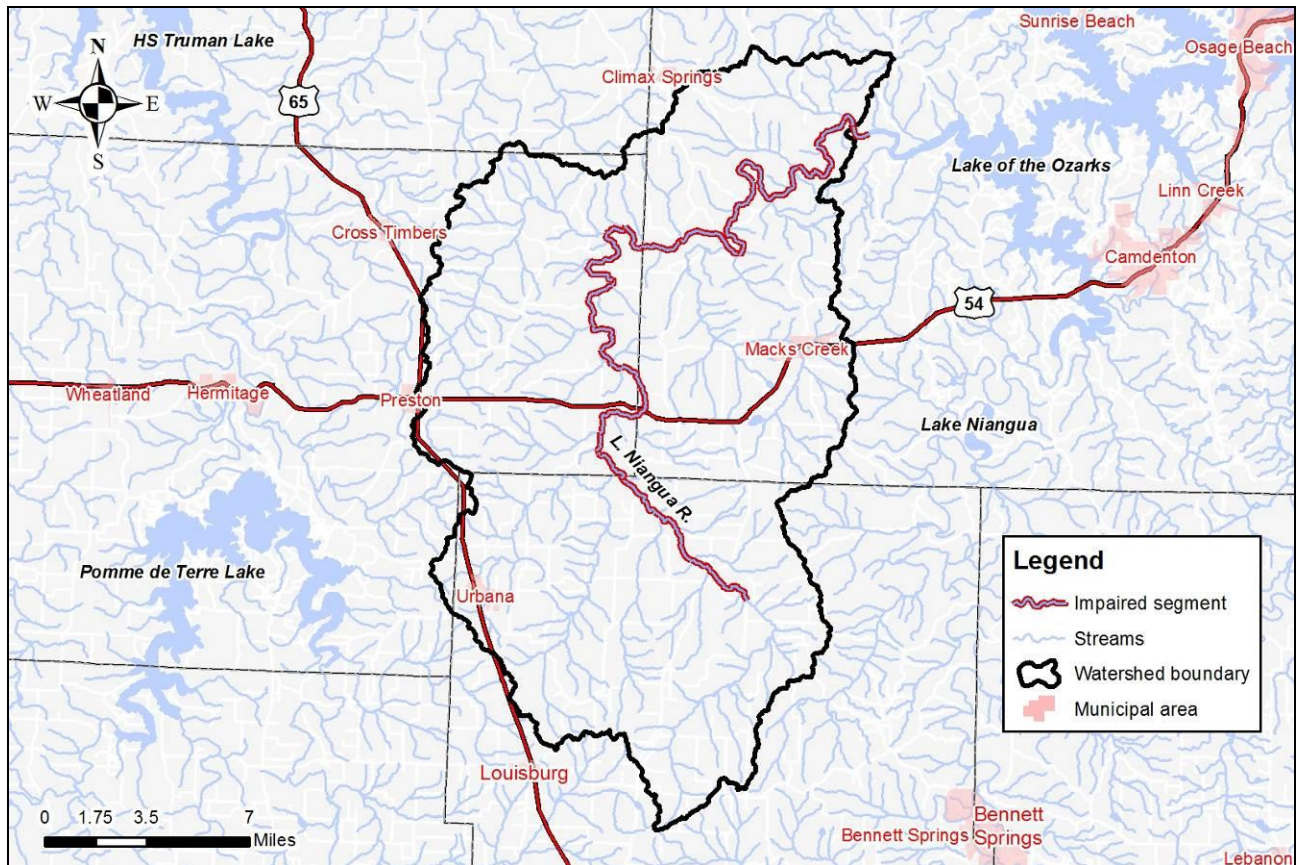 Sunrise Beach
HS Truman Lake
Osage Beach
N
Climax Springs
65
W
E
S
Lake of the Ozarks
Linn Creek
Cross Timbers
Camdenton
54
Macks Creek
Wheatland
Hermitage
Preston
Lake Niangua
L. Niangua R.
Legend
Pomme de Terre Lake
Urbana
Impaired segment
Streams
Watershed boundary
Municipal area
Louisburg
0 1.75 3.5 7
Miles
Bennett Springs
Bennett
Springs
Lebanon